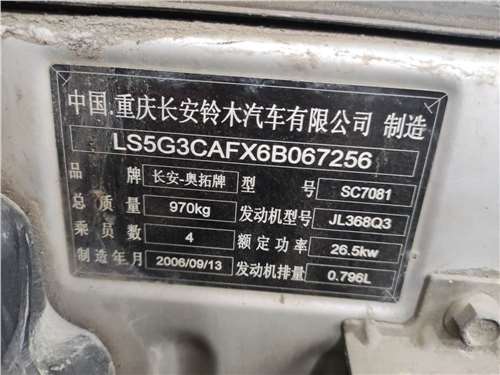 中国.重庆长安铃木汽车有限公司 制造
LS5G3CAFX6B067256
品牌 长安-奥拓牌 型号 SC7081
总质量 970kg 发动机型号 JL368Q3
乘员数 4 额定功率 26.5kw
制造年月 2006/09/13 发动机排量 0.796L